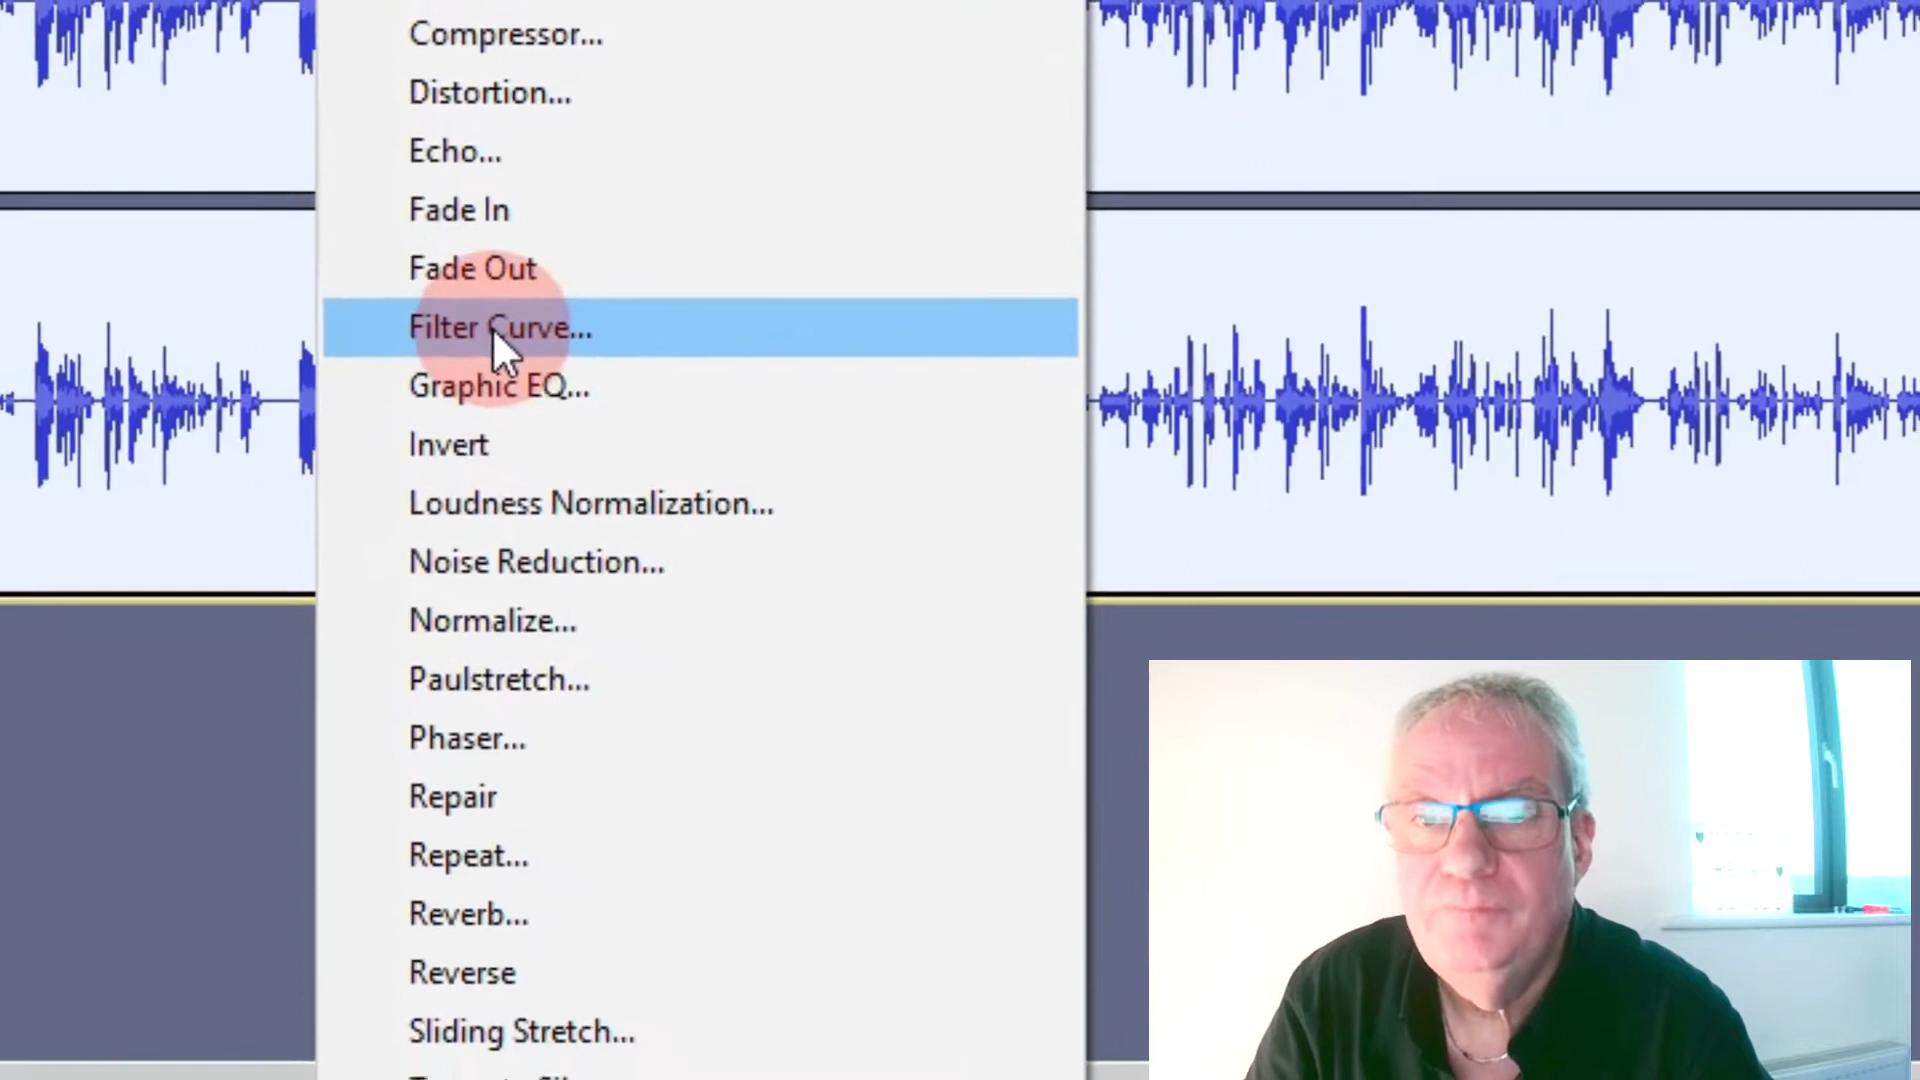 Compressor...
Distortion...
Echo...
Fade In
Fade Out
Filter Curve...
Graphic EQ...
Invert
Loudness Normalization...
Noise Reduction...
Normalize...
Paulstretch...
Phaser...
Repair
Repeat...
Reverb...
Reverse
Sliding Stretch...